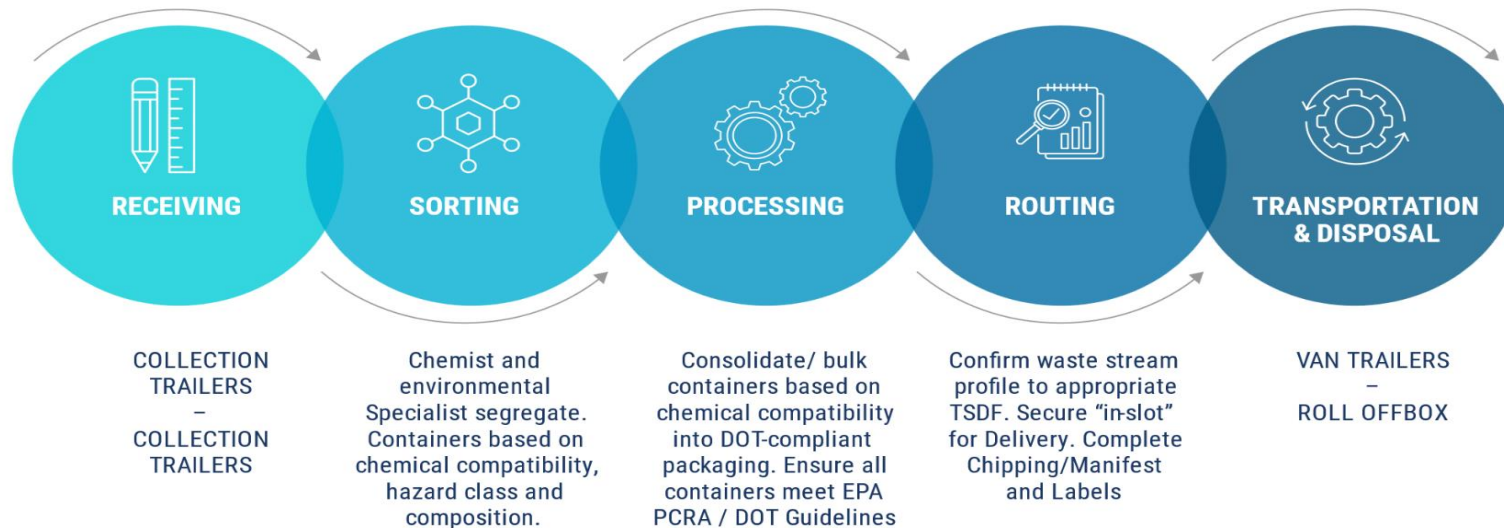 RECEIVING
SORTING
PROCESSING
ROUTING
TRANSPORTATION
& DISPOSAL
COLLECTION
TRAILERS
–
COLLECTION
TRAILERS
Chemist and
environmental
Specialist segregate.
Containers based on
chemical compatibility,
hazard class and
composition.
Consolidate/ bulk
containers based on
chemical compatibility
into DOT-compliant
packaging. Ensure all
containers meet EPA
PCRA / DOT Guidelines
Confirm waste stream
profile to appropriate
TSDF. Secure “in-slot”
for Delivery. Complete
Chipping/Manifest
and Labels
VAN TRAILERS
–
ROLL OFFBOX